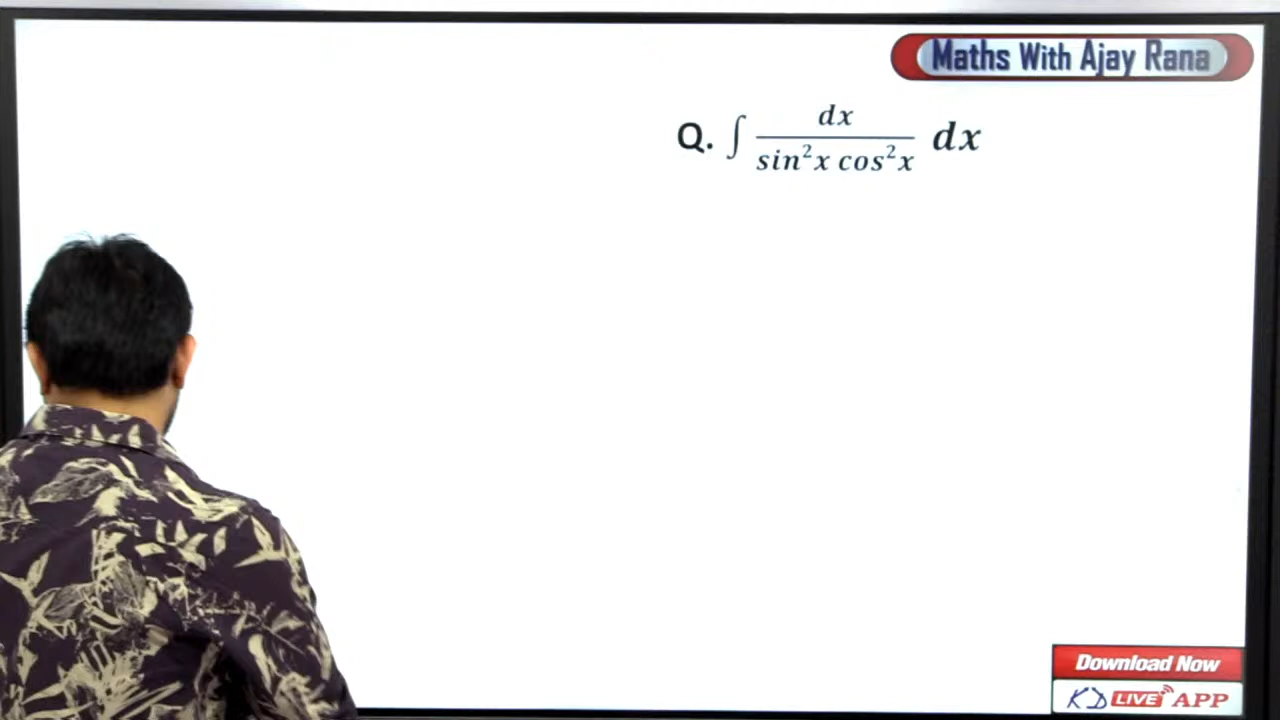 Maths With Ajay Rana
Q. ∫ dx / sin²x cos²x dx
Download Now
KD LIVE APP